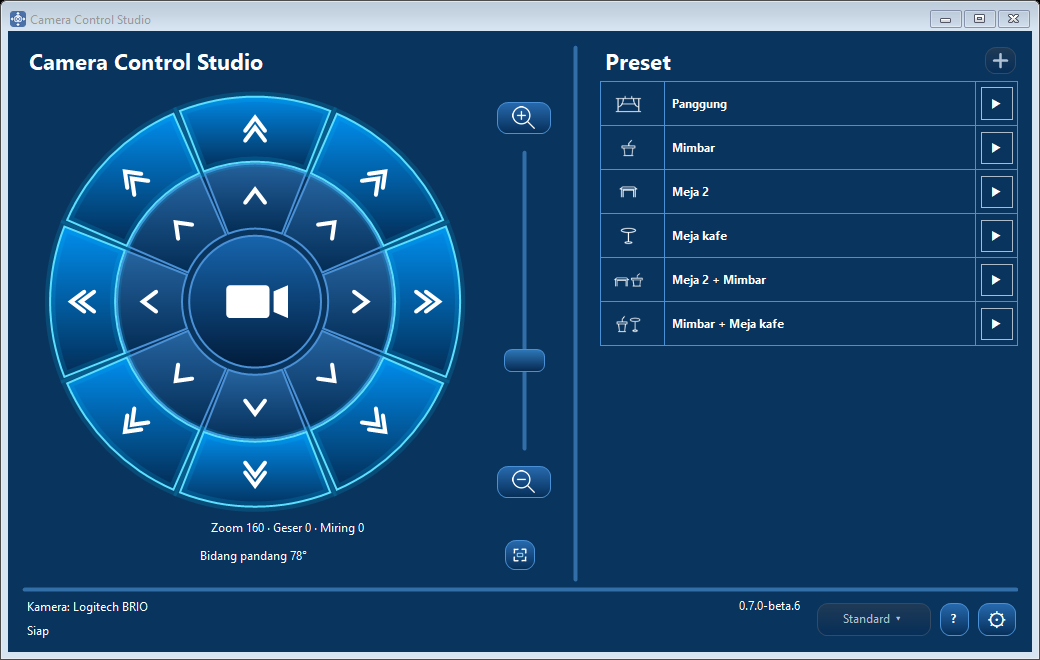 Camera Control Studio
Camera Control Studio
Preset
Panggung
Mimbar
Meja 2
Meja kafe
Meja 2 + Mimbar
Mimbar + Meja kafe
Zoom 160 · Geser 0 · Miring 0
Bidang pandang 78°
Kamera: Logitech BRIO
Siap
0.7.0-beta.6
Standard
?